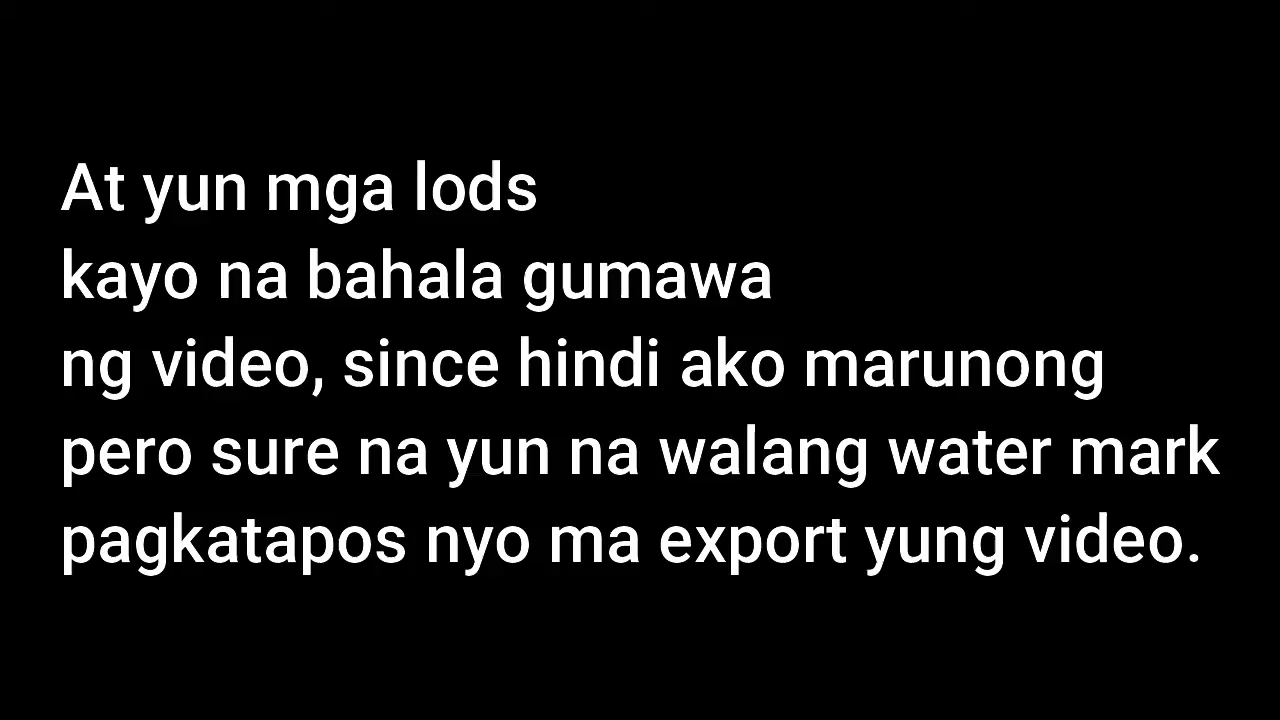 At yun mga lods
kayo na bahala gumawa
ng video, since hindi ako marunong
pero sure na yun na walang water mark
pagkatapos nyo ma export yung video.